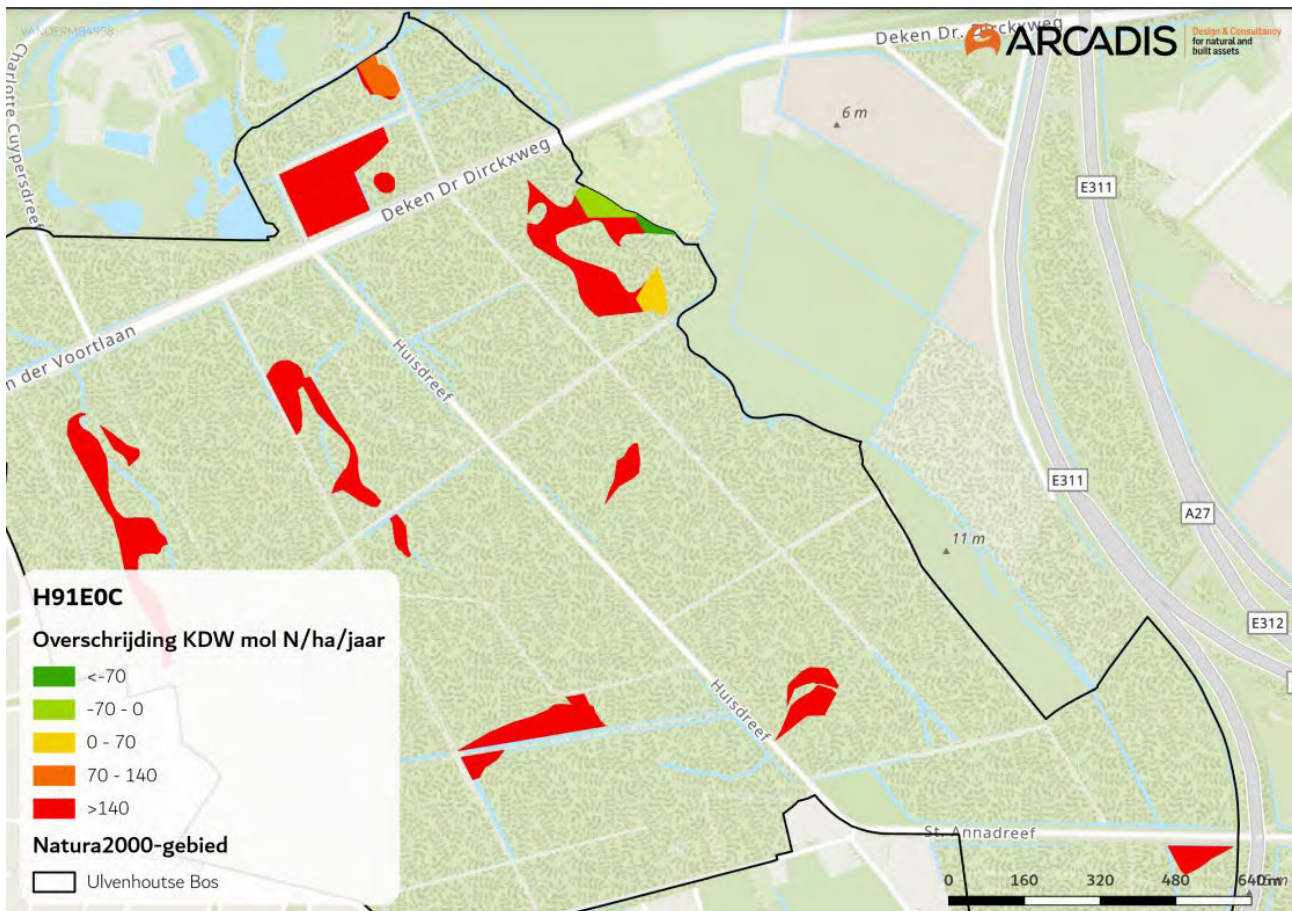 VANDERMB4958
Deken Dr. Dirckxweg
ARCADIS
Design & Consultancy
for natural and
built assets
Charlotte Cuypersdreef
6 m
Deken Dr Dirckxweg
E311
n der Voortlaan
Huisdreef
E311
A27
11 m
E312
H91E0C
Overschrijding KDW mol N/ha/jaar
<-70
-70 - 0
0 - 70
70 - 140
>140
Natura2000-gebied
Ulvenhoutse Bos
Huisdreef
St. Annadreef
0 160 320 480 640 m